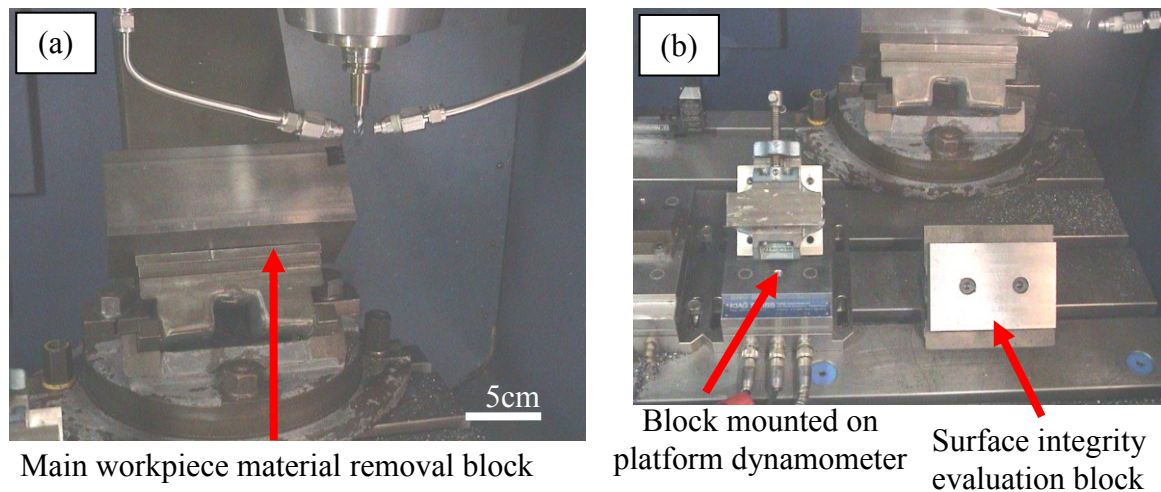 (a)
5cm
Main workpiece material removal block
(b)
Block mounted on
platform dynamometer
Surface integrity
evaluation block